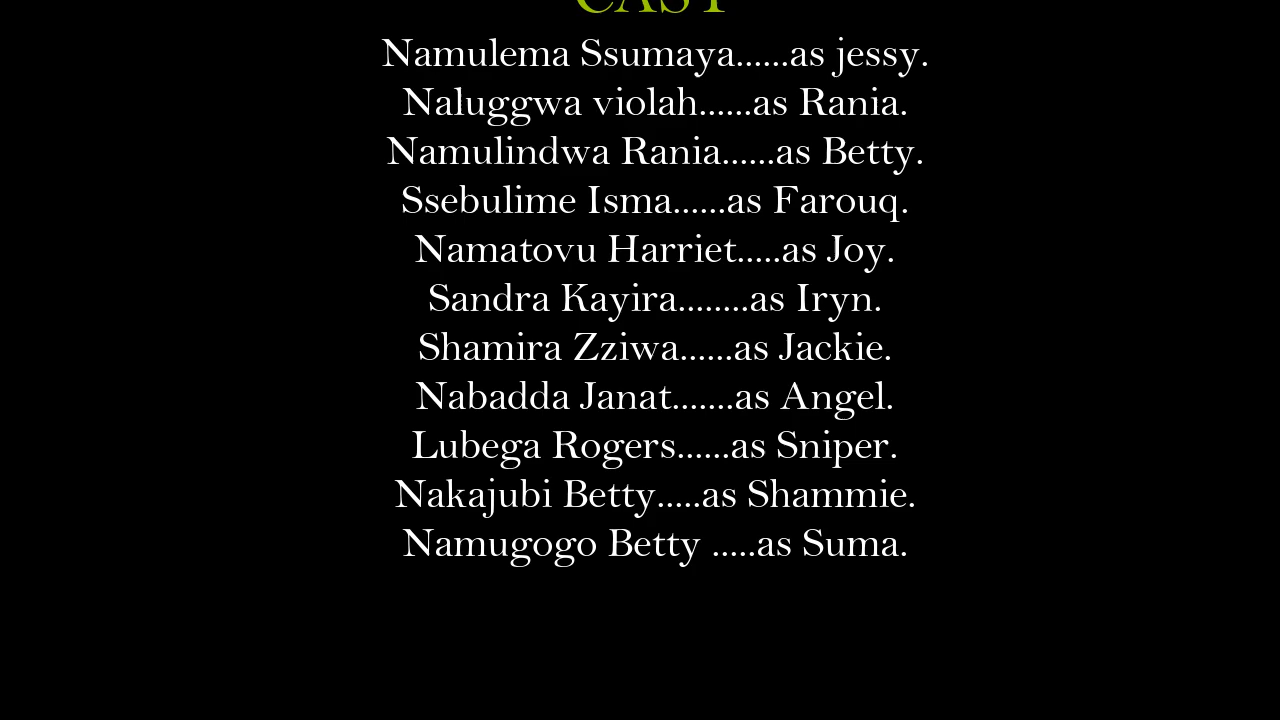 CAST
Namulema Ssumaya......as jessy.
Naluggwa violah......as Rania.
Namulindwa Rania......as Betty.
Ssebulime Isma......as Farouq.
Namatovu Harriet.....as Joy.
Sandra Kayira........as Iryn.
Shamira Zziwa......as Jackie.
Nabadda Janat.......as Angel.
Lubega Rogers......as Sniper.
Nakajubi Betty.....as Shammie.
Namugogo Betty .....as Suma.